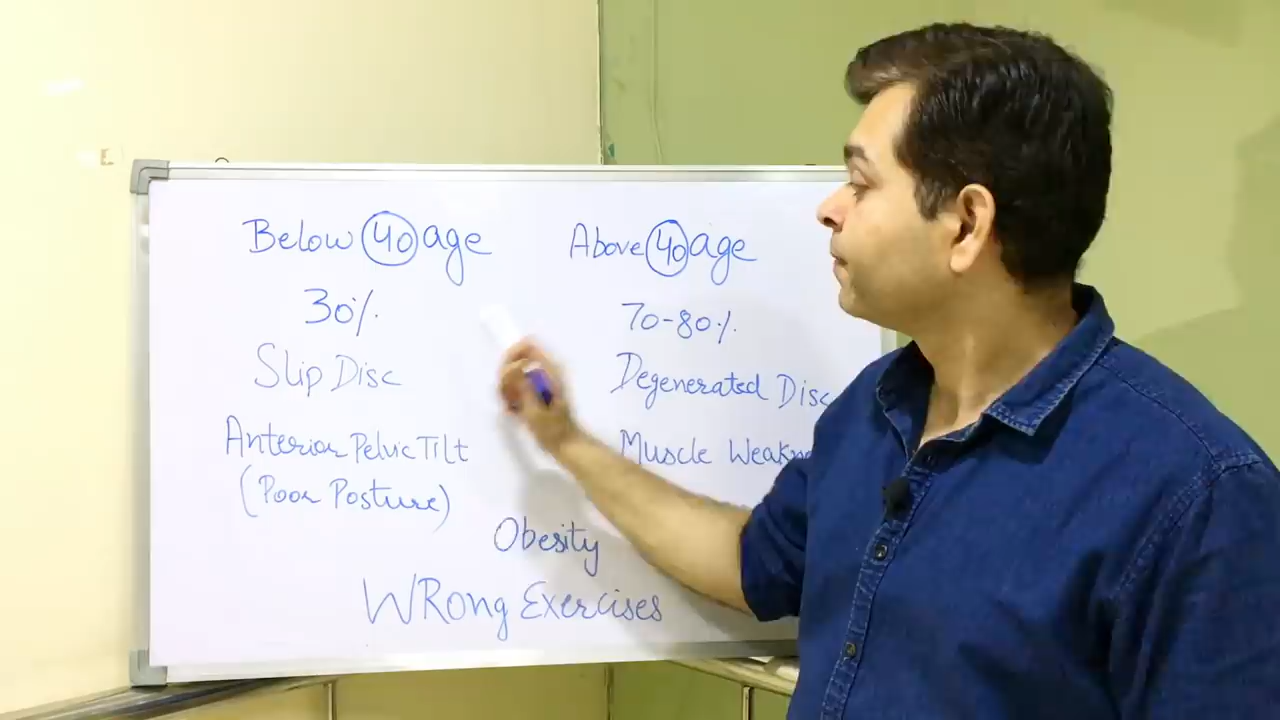 Below 40 age
30%
Slip Disc
Anterior Pelvic Tilt
(Poor Posture)
Above 40 age
70-80%
Degenerated Disc
Muscle
Obesity
WRong Exercises